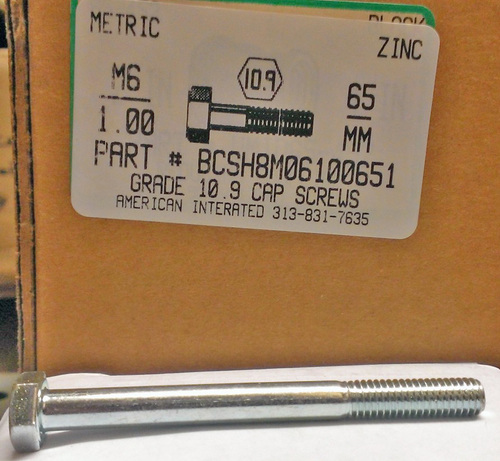 METRIC
BLACK
ZINC
M6
1.00
10.9
65
MM
PART # BCSH8M06100651
GRADE 10.9 CAP SCREWS
AMERICAN INTERATED 313-831-7635